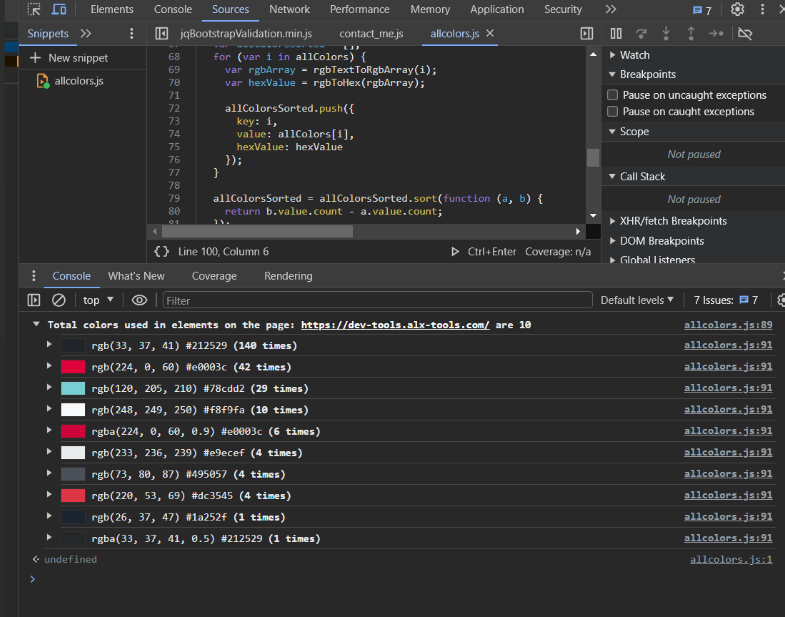 Elements Console Sources Network Performance Memory Application Security 7
Snippets jqBootstrapValidation.min.js contact_me.js allcolors.js
New snippet
allcolors.js
68 for (var i in allColors) {
69 var rgbArray = rgbTextToRgbArray(i);
70 var hexValue = rgbToHex(rgbArray);
71
72 allColorsSorted.push({
73 key: i,
74 value: allColors[i],
75 hexValue: hexValue
76 });
77 }
78
79 allColorsSorted = allColorsSorted.sort(function (a, b) {
80 return b.value.count - a.value.count;
{} Line 100, Column 6 Ctrl+Enter Coverage: n/a
Watch
Breakpoints
Pause on uncaught exceptions
Pause on caught exceptions
Scope
Not paused
Call Stack
Not paused
XHR/fetch Breakpoints
DOM Breakpoints
Global Listeners
Console What's New Coverage Rendering
top Filter Default levels 7 Issues: 7
Total colors used in elements on the page: https://dev-tools.alx-tools.com/ are 10 allcolors.js:89
rgb(33, 37, 41) #212529 (140 times) allcolors.js:91
rgb(224, 0, 60) #e0003c (42 times) allcolors.js:91
rgb(120, 205, 210) #78cdd2 (29 times) allcolors.js:91
rgb(248, 249, 250) #f8f9fa (10 times) allcolors.js:91
rgba(224, 0, 60, 0.9) #e0003c (6 times) allcolors.js:91
rgb(233, 236, 239) #e9ecef (4 times) allcolors.js:91
rgb(73, 80, 87) #495057 (4 times) allcolors.js:91
rgb(220, 53, 69) #dc3545 (4 times) allcolors.js:91
rgb(26, 37, 47) #1a252f (1 times) allcolors.js:91
rgba(33, 37, 41, 0.5) #212529 (1 times) allcolors.js:91
undefined allcolors.js:1